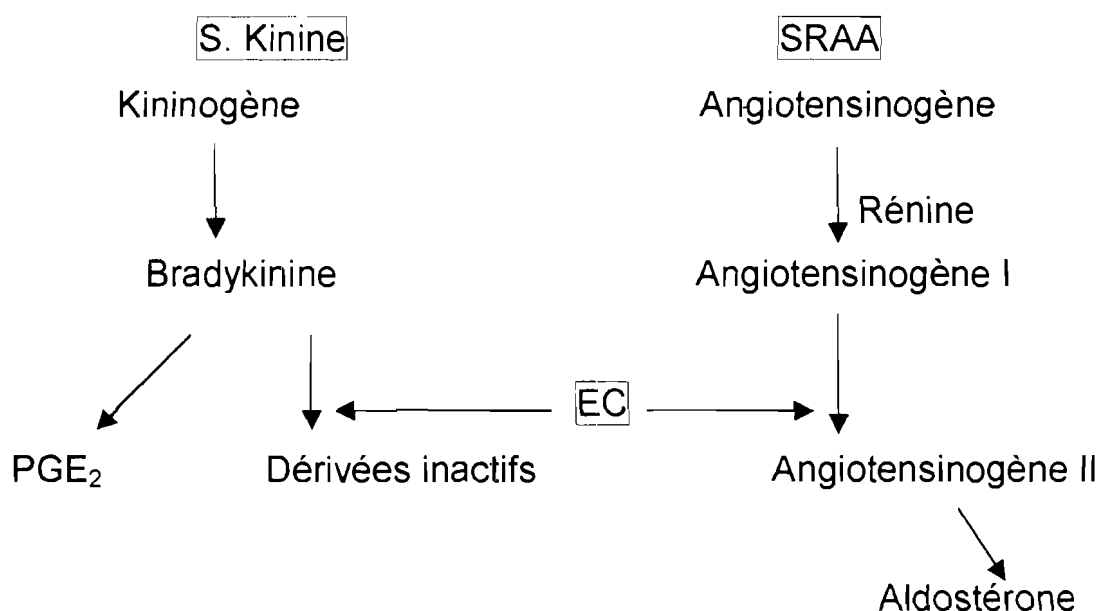 S. Kinine
SRAA
Kininogène
Angiotensinogène
Rénine
Bradykinine
Angiotensinogène I
EC
PGE₂
Dérivées inactifs
Angiotensinogène II
Aldostérone